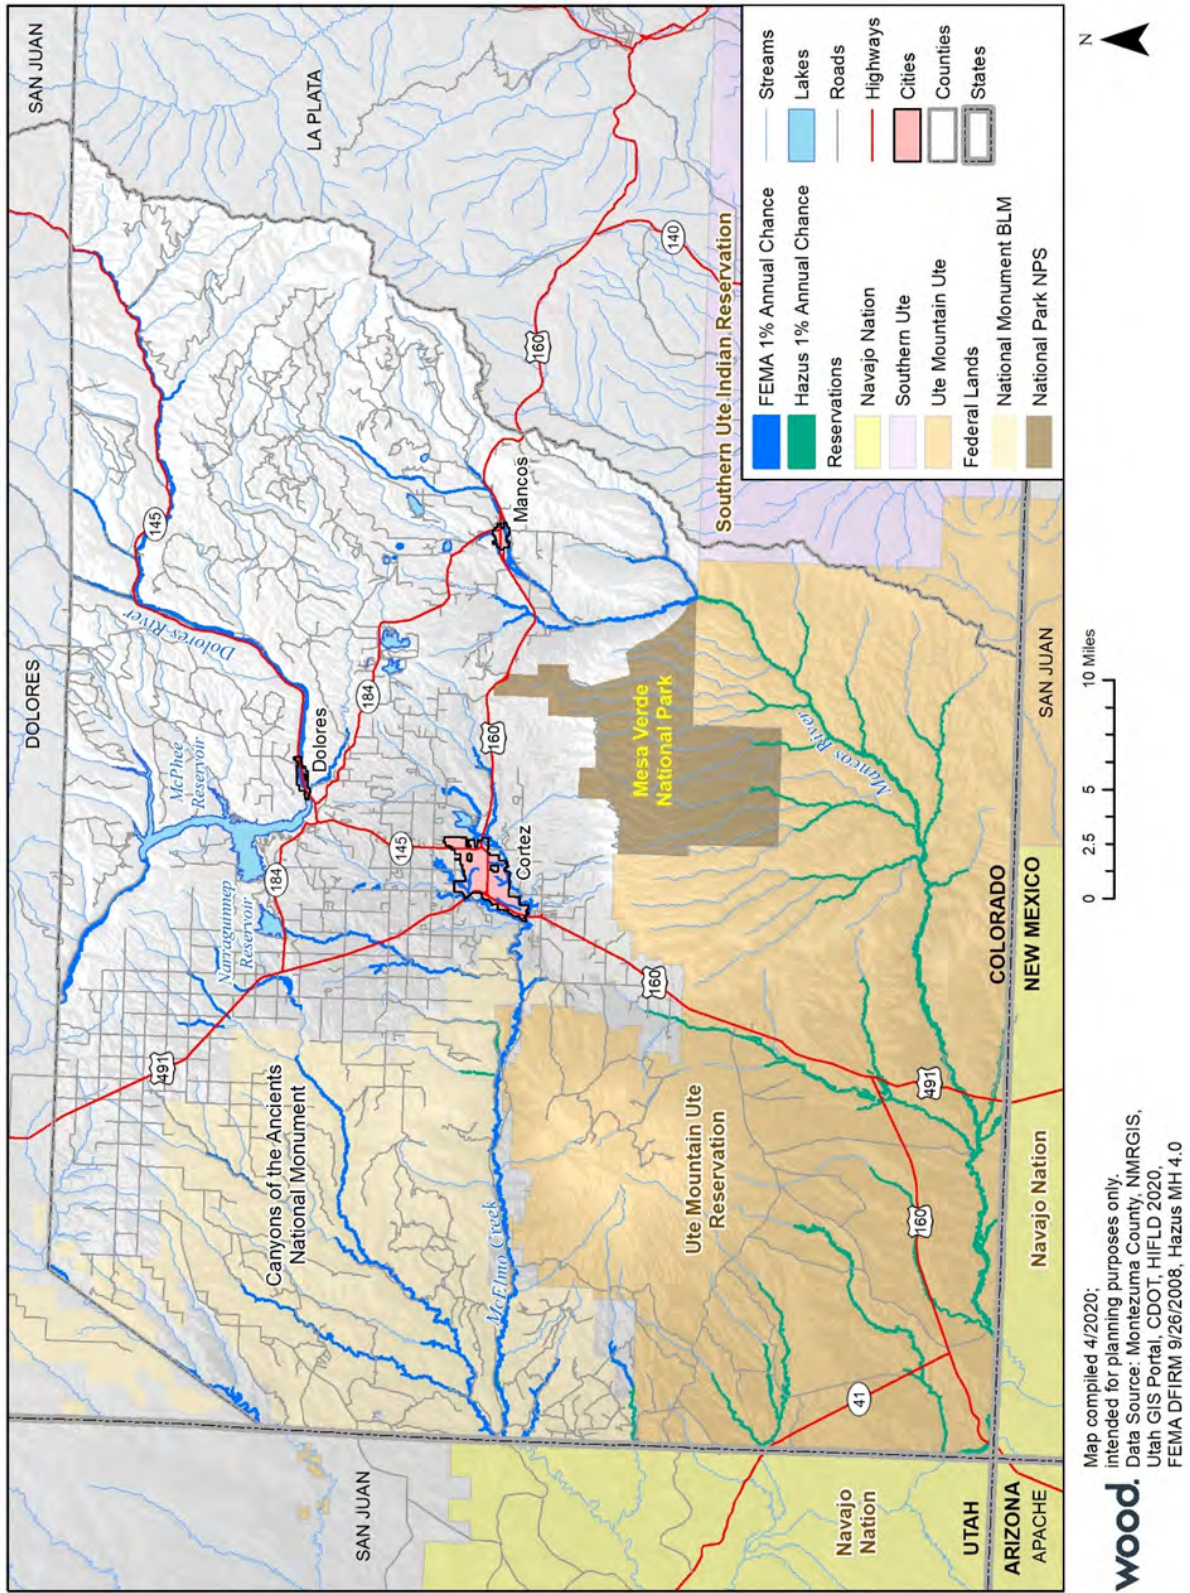 SAN JUAN
LA PLATA
DOLORES
145
Dolores River
McPhee
Reservoir
Dolores
184
184
Narraguinnep
Reservoir
491
145
Mancos
160
160
Cortez
140
Southern Ute Indian Reservation
Canyons of the Ancients
National Monument
McElmo Creek
Mesa Verde
National Park
160
Mancos River
Ute Mountain Ute
Reservation
491
160
41
SAN JUAN
Navajo
Nation
UTAH
ARIZONA
APACHE
COLORADO
NEW MEXICO
Navajo Nation
SAN JUAN
FEMA 1% Annual Chance
Hazus 1% Annual Chance
Reservations
Navajo Nation
Southern Ute
Ute Mountain Ute
Federal Lands
National Monument BLM
National Park NPS
Streams
Lakes
Roads
Highways
Cities
Counties
States
N
0 2.5 5 10 Miles
wood.
Map compiled 4/2020;
intended for planning purposes only.
Data Source: Montezuma County, NMRGIS,
Utah GIS Portal, CDOT, HIFLD 2020,
FEMA DFIRM 9/26/2008, Hazus MH 4.0